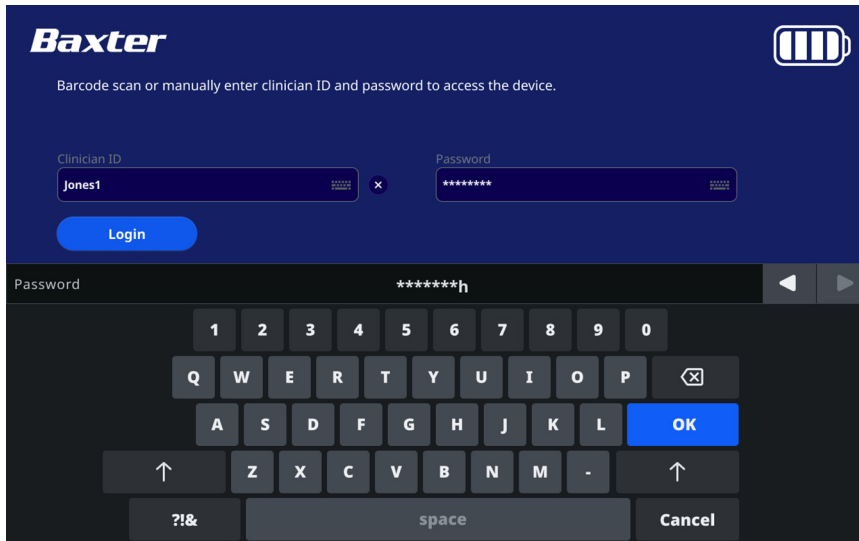 Baxter
Barcode scan or manually enter clinician ID and password to access the device.
Clinician ID Password
Jones1 ********
Login
Password *******h
1 2 3 4 5 6 7 8 9 0
Q W E R T Y U I O P
A S D F G H J K L OK
Z X C V B N M -
?!& space Cancel